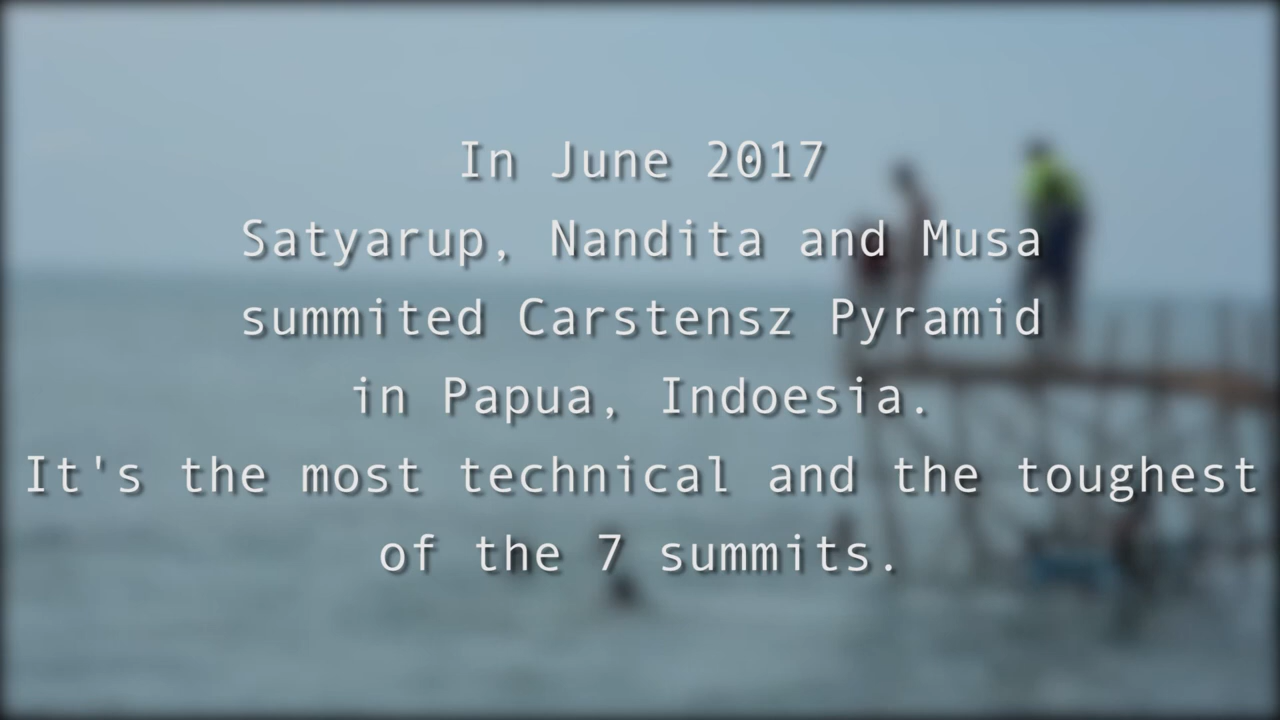 In June 2017
Satyarup, Nandita and Musa
summited Carstensz Pyramid
in Papua, Indoesia.
It's the most technical and the toughest
of the 7 summits.